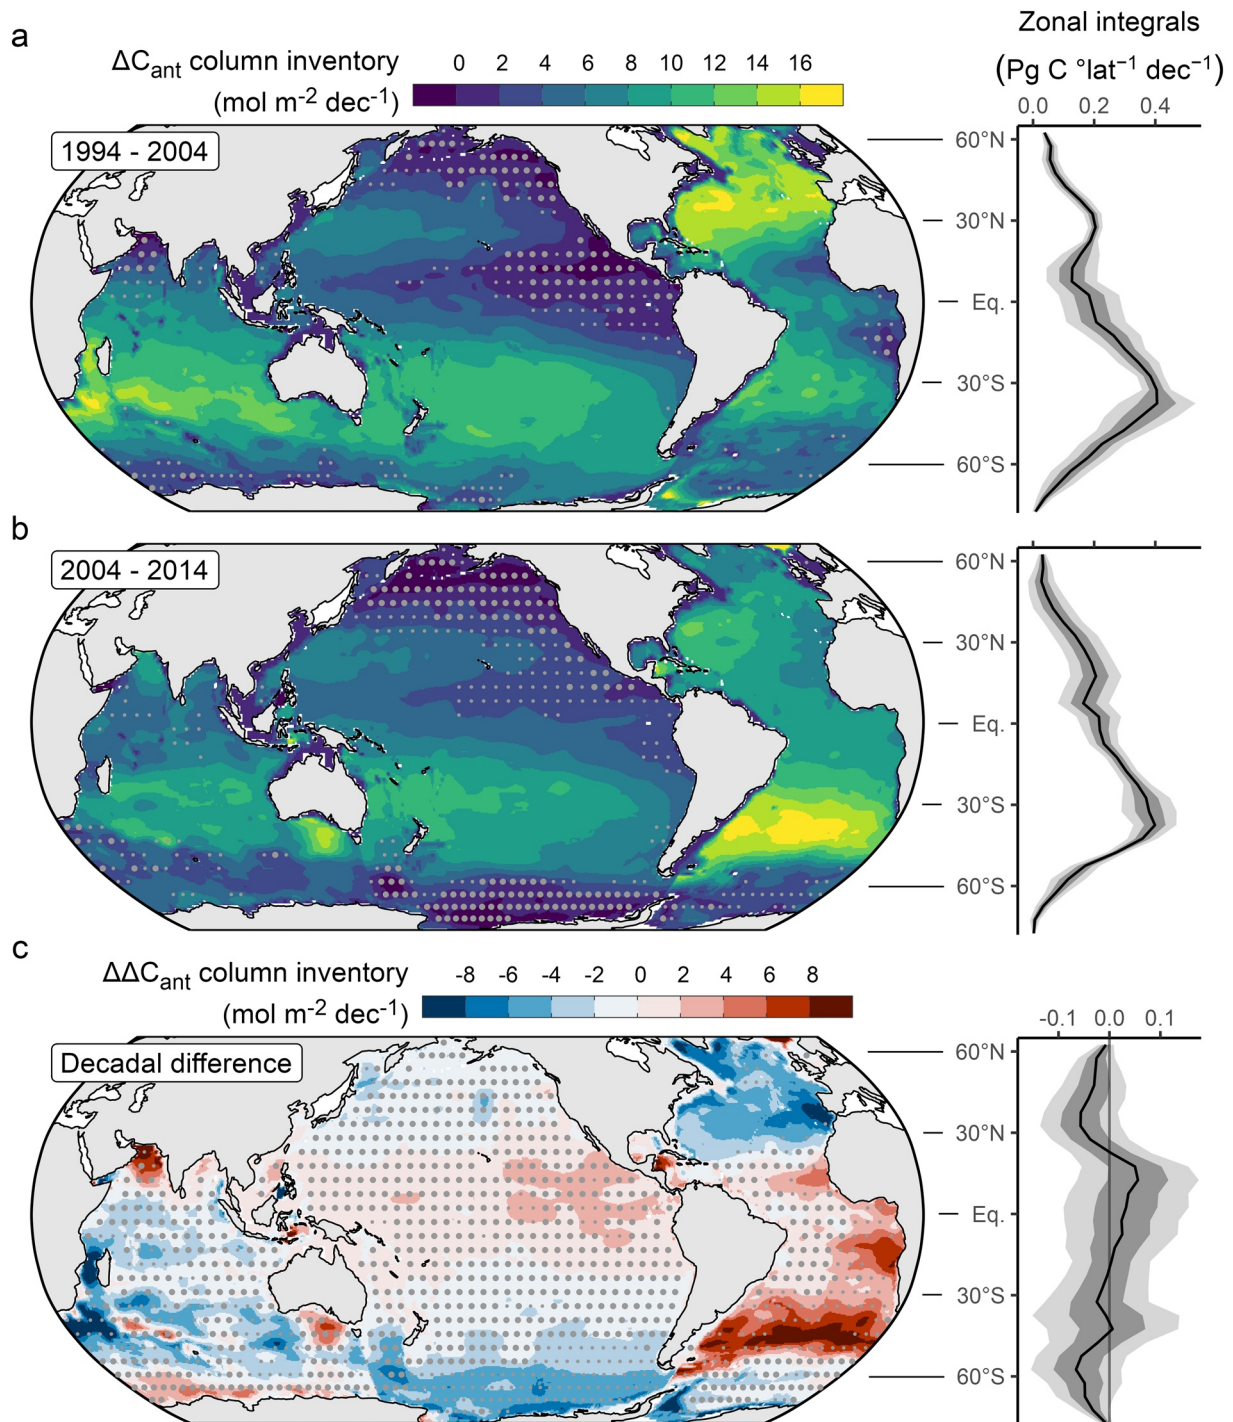 a
Zonal integrals
(Pg C °lat⁻¹ dec⁻¹)
ΔCant column inventory
(mol m⁻² dec⁻¹)
0 2 4 6 8 10 12 14 16
0.0 0.2 0.4
1994 - 2004
60°N
30°N
Eq.
30°S
60°S
b
2004 - 2014
60°N
30°N
Eq.
30°S
60°S
c
ΔΔCant column inventory
(mol m⁻² dec⁻¹)
-8 -6 -4 -2 0 2 4 6 8
-0.1 0.0 0.1
Decadal difference
60°N
30°N
Eq.
30°S
60°S